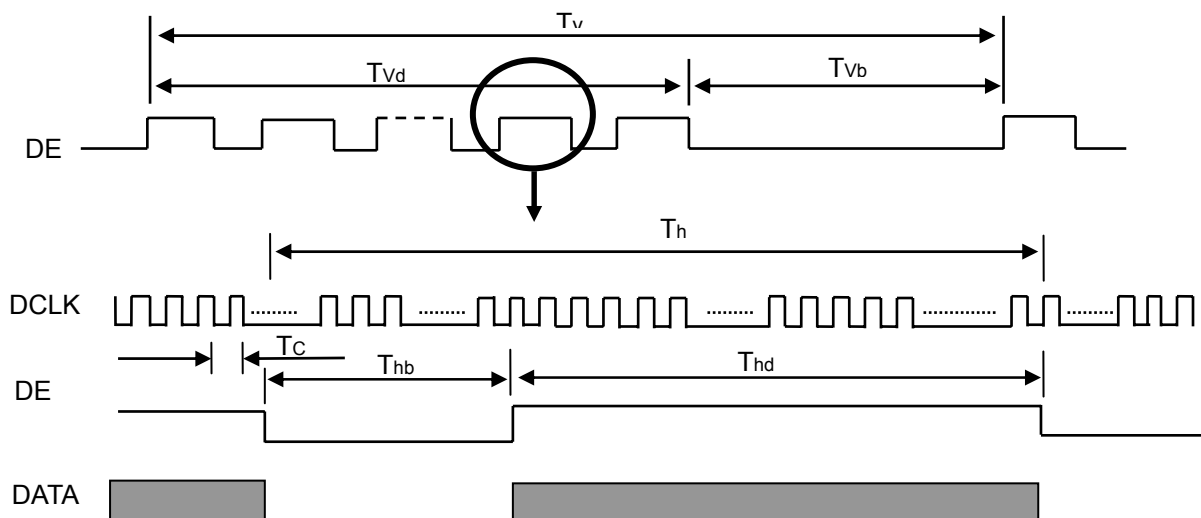 Tv
TVd
TVb
DE
Th
DCLK
TC
Thb
Thd
DE
DATA